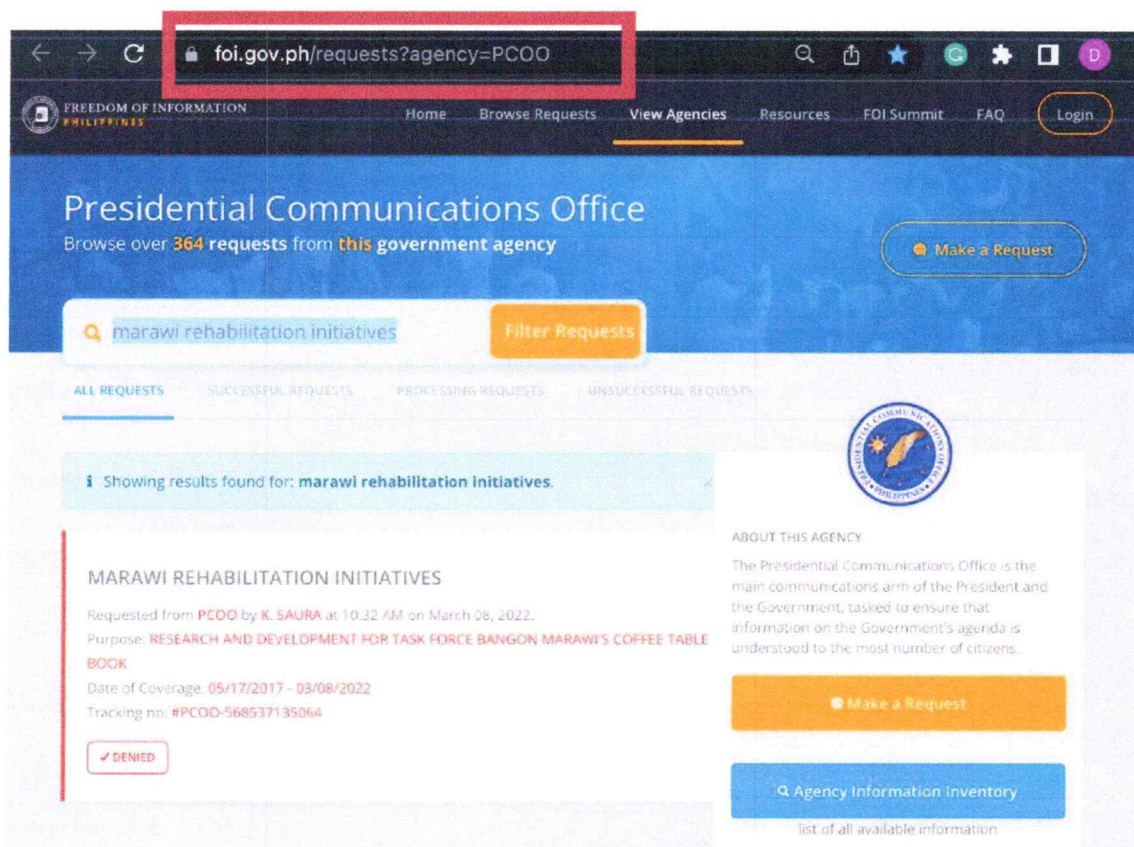 foi.gov.ph/requests?agency=PCOO
D
FREEDOM OF INFORMATION
PHILIPPINES
Home Browse Requests View Agencies Resources FOI Summit FAQ Login
Presidential Communications Office
Browse over 364 requests from this government agency
Make a Request
marawi rehabilitation initiatives Filter Requests
ALL REQUESTS SUCCESSFUL REQUESTS PROCESSING REQUESTS UNSUCCESSFUL REQUESTS
PRESIDENTIAL COMMUNICATIONS OFFICE
PHILIPPINES
i Showing results found for: marawi rehabilitation initiatives.
MARAWI REHABILITATION INITIATIVES
Requested from PCOO by K. SAURA at 10:32 AM on March 08, 2022.
Purpose: RESEARCH AND DEVELOPMENT FOR TASK FORCE BANGON MARAWI'S COFFEE TABLE
BOOK
Date of Coverage: 05/17/2017 - 03/08/2022
Tracking no: #PCOO-568537135064
DENIED
ABOUT THIS AGENCY
The Presidential Communications Office is the
main communications arm of the President and
the Government, tasked to ensure that
information on the Government's agenda is
understood to the most number of citizens.
Make a Request
Agency Information Inventory
list of all available information